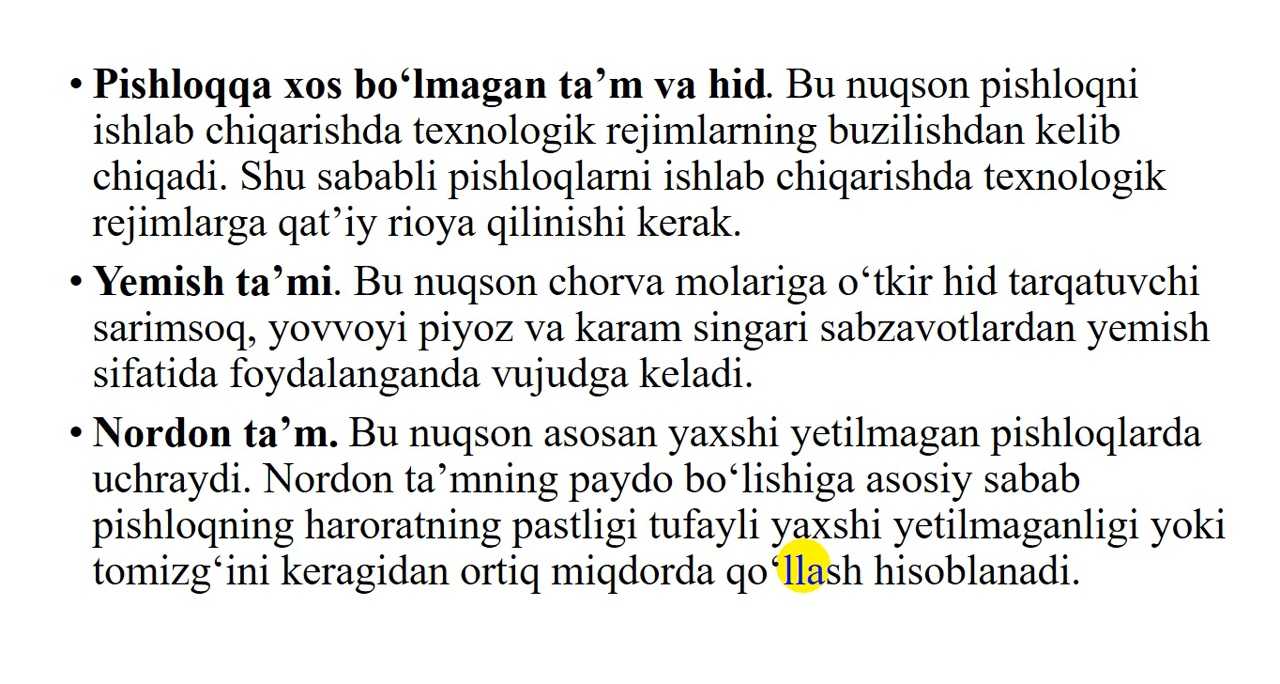 • Pishloqqa xos bo‘lmagan ta’m va hid. Bu nuqson pishloqni
ishlab chiqarishda texnologik rejimlarning buzilishdan kelib
chiqadi. Shu sababli pishloqlarni ishlab chiqarishda texnologik
rejimlarga qat’iy rioya qilinishi kerak.
• Yemish ta’mi. Bu nuqson chorva molariga o‘tkir hid tarqatuvchi
sarimsoq, yovvoyi piyoz va karam singari sabzavotlardan yemish
sifatida foydalanganda vujudga keladi.
• Nordon ta’m. Bu nuqson asosan yaxshi yetilmagan pishloqlarda
uchraydi. Nordon ta’mning paydo bo‘lishiga asosiy sabab
pishloqning haroratning pastligi tufayli yaxshi yetilmaganligi yoki
tomizg‘ini keragidan ortiq miqdorda qo‘llash hisoblanadi.